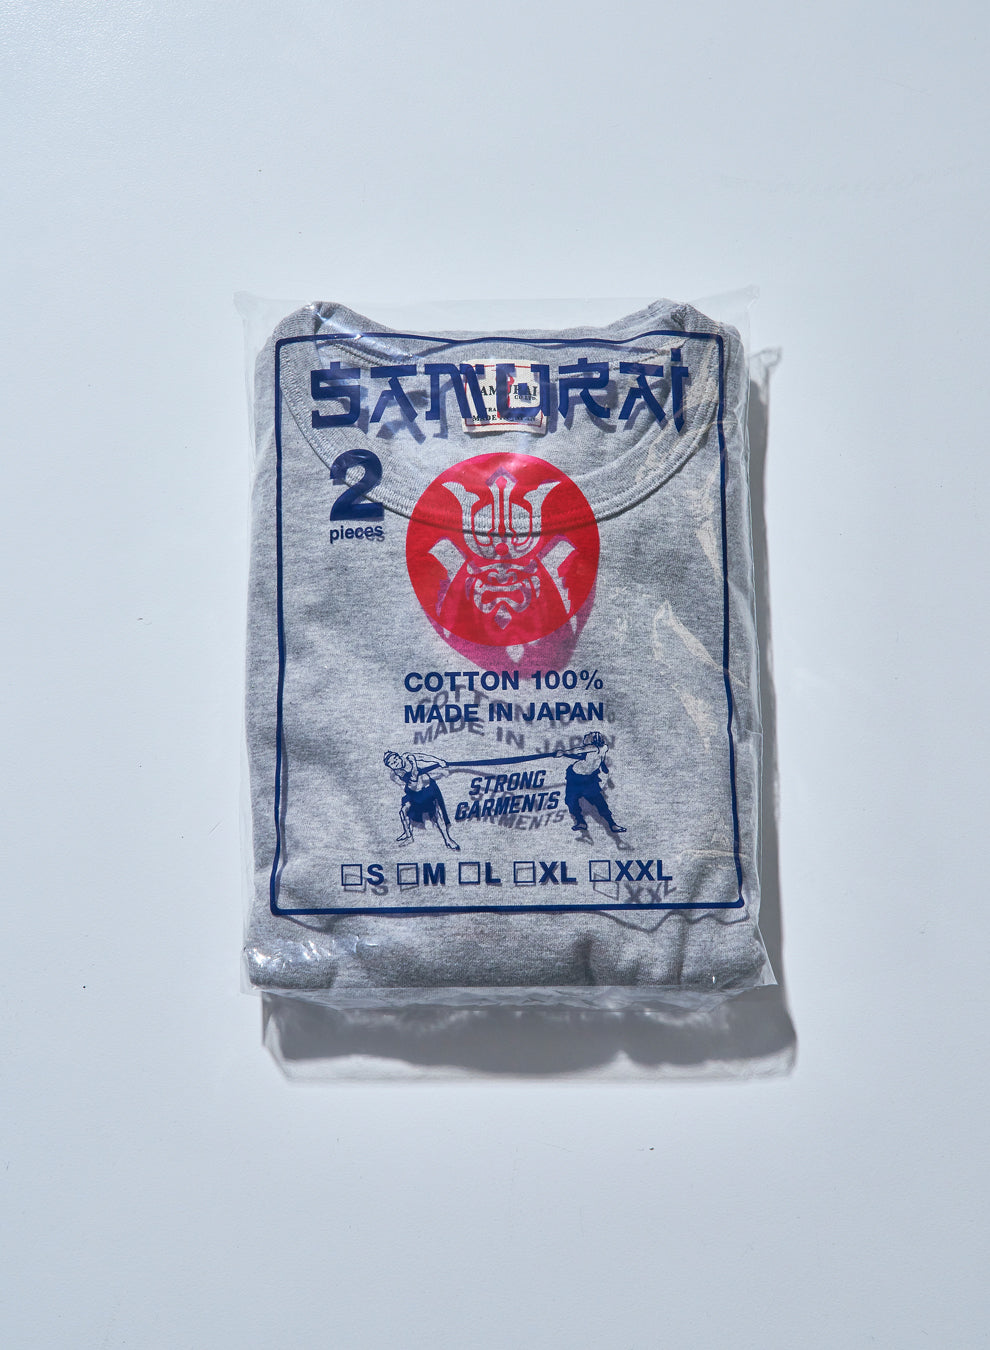 SAMURAI
2
pieces
COTTON 100%
MADE IN JAPAN
STRONG
GARMENTS
S M L XL XXL